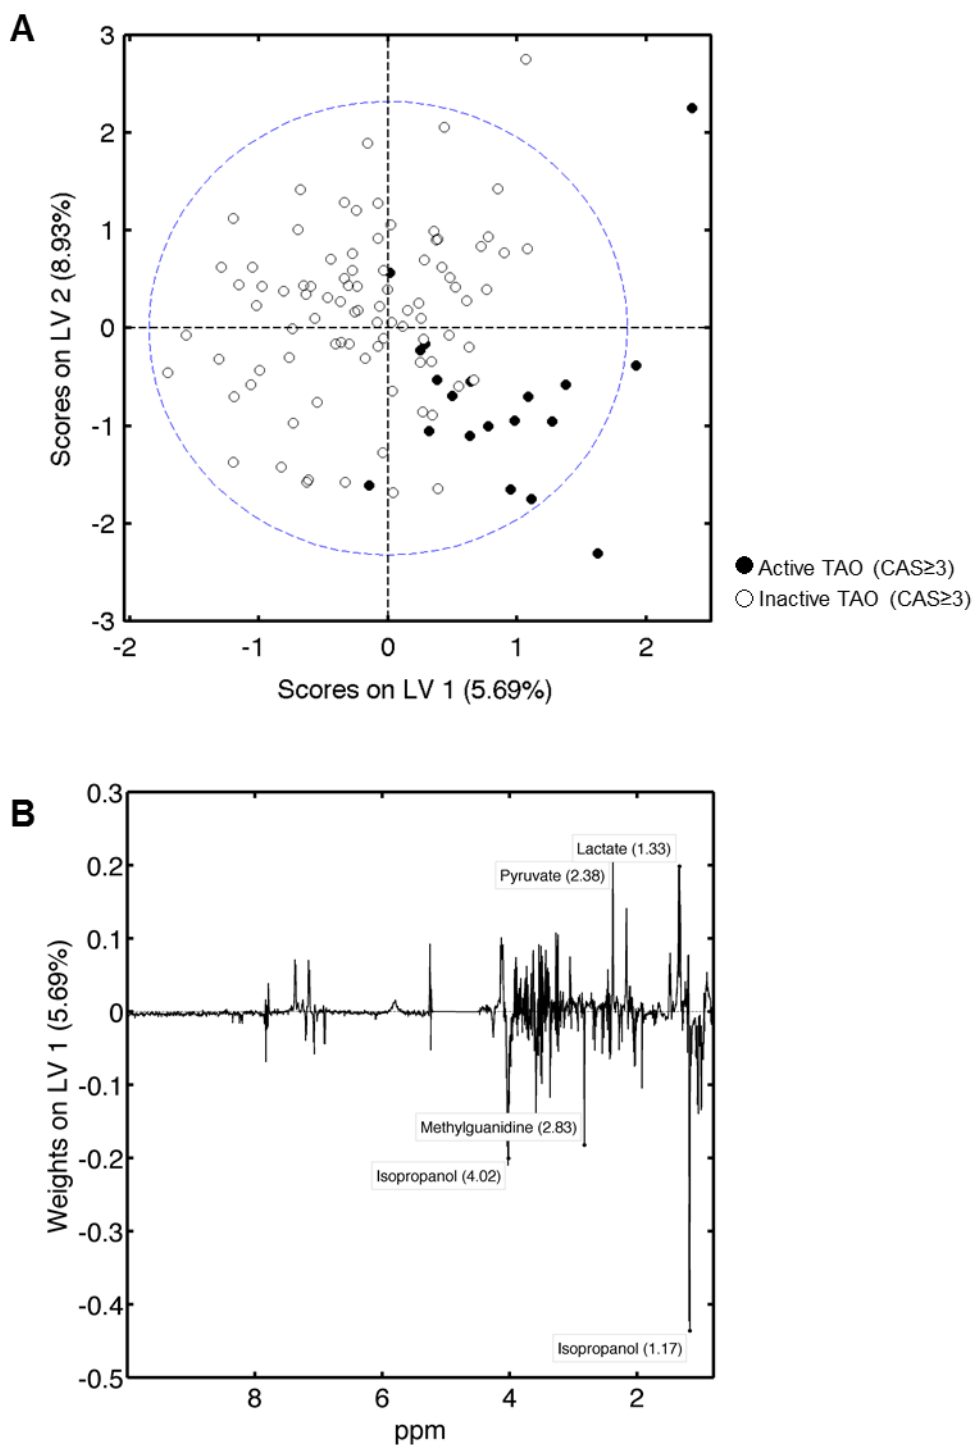 A
3
2
1
0
-1
-2
-3
Scores on LV 2 (8.93%)
-2
-1
0
1
2
Scores on LV 1 (5.69%)
Active TAO (CAS≥3)
Inactive TAO (CAS≥3)
B
0.3
0.2
0.1
0
-0.1
-0.2
-0.3
-0.4
-0.5
Weights on LV 1 (5.69%)
Lactate (1.33)
Pyruvate (2.38)
Methylguanidine (2.83)
Isopropanol (4.02)
Isopropanol (1.17)
8
6
4
2
ppm